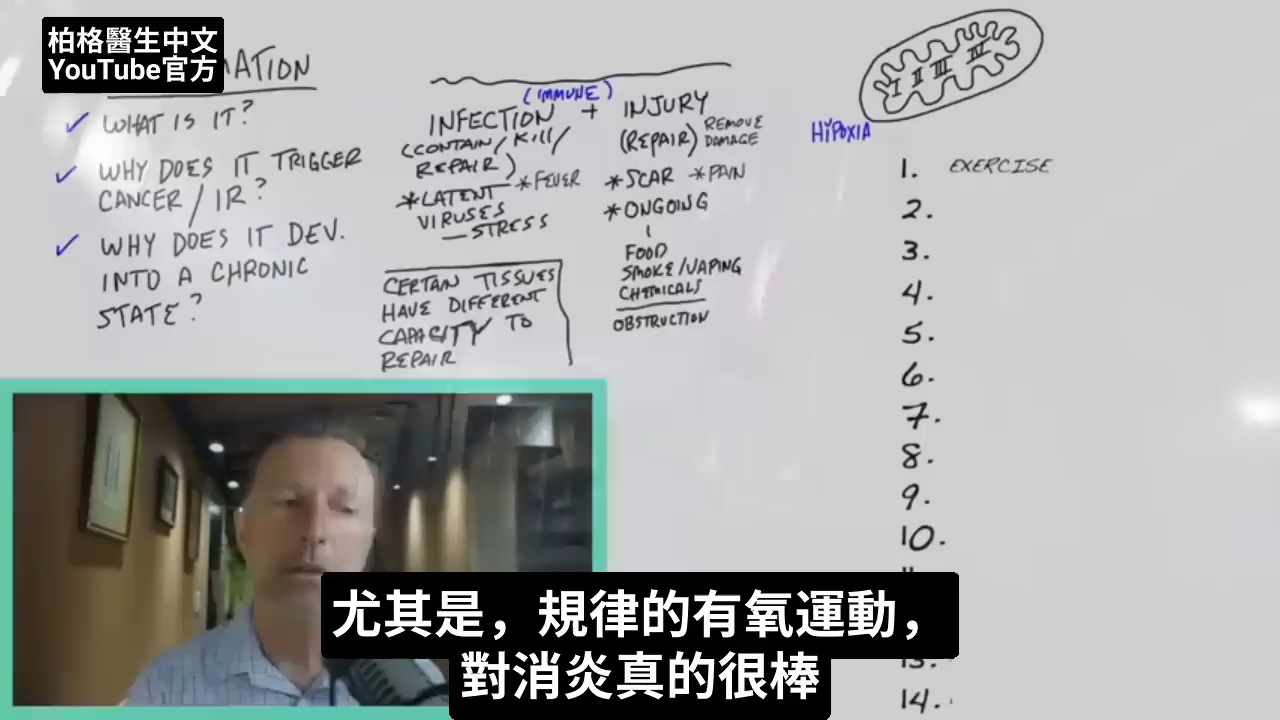 柏格醫生中文
YouTube官方
MATION
✓ WHAT IS IT?
✓ WHY DOES IT TRIGGER
CANCER / IR?
✓ WHY DOES IT DEV.
INTO A CHRONIC
STATE?
(IMMUNE)
INFECTION + INJURY
(CONTAIN/KILL/
REPAIR)
*LATENT *FEVER
VIRUSES
—STRESS
(REPAIR) REMOVE
DAMAGE
*SCAR *PAIN
*ONGOING
FOOD
SMOKE/VAPING
CHEMICALS
OBSTRUCTION
CERTAIN TISSUES
HAVE DIFFERENT
CAPACITY TO
REPAIR
I II III IV
HYPOXIA
1. EXERCISE
2.
3.
4.
5.
6.
7.
8.
9.
10.
13.
14.
尤其是，規律的有氧運動，
對消炎真的很棒